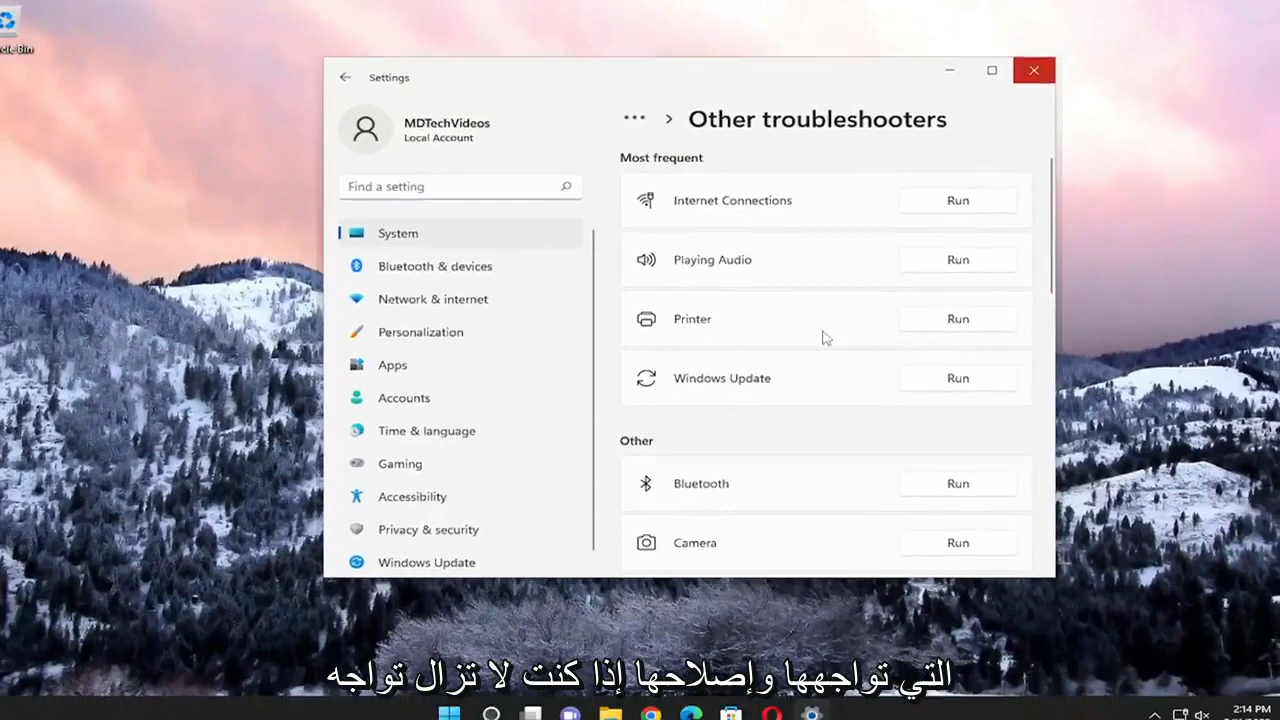 cle Bin
Settings
MDTechVideos
Local Account
Find a setting
System
Bluetooth & devices
Network & internet
Personalization
Apps
Accounts
Time & language
Gaming
Accessibility
Privacy & security
Windows Update
... > Other troubleshooters
Most frequent
Internet Connections Run
Playing Audio Run
Printer Run
Windows Update Run
Other
Bluetooth Run
Camera Run
التي تواجهها وإصلاحها إذا كنت لا تزال تواجه
2:14 PM